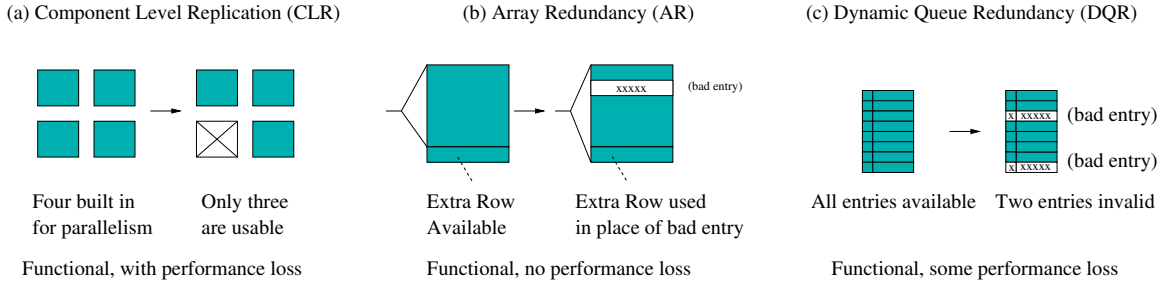 (a) Component Level Replication (CLR)
(b) Array Redundancy (AR)
(c) Dynamic Queue Redundancy (DQR)
xxxxx
(bad entry)
x xxxxx
(bad entry)
x xxxxx
(bad entry)
Four built in
for parallelism
Only three
are usable
Extra Row
Available
Extra Row used
in place of bad entry
All entries available
Two entries invalid
Functional, with performance loss
Functional, no performance loss
Functional, some performance loss